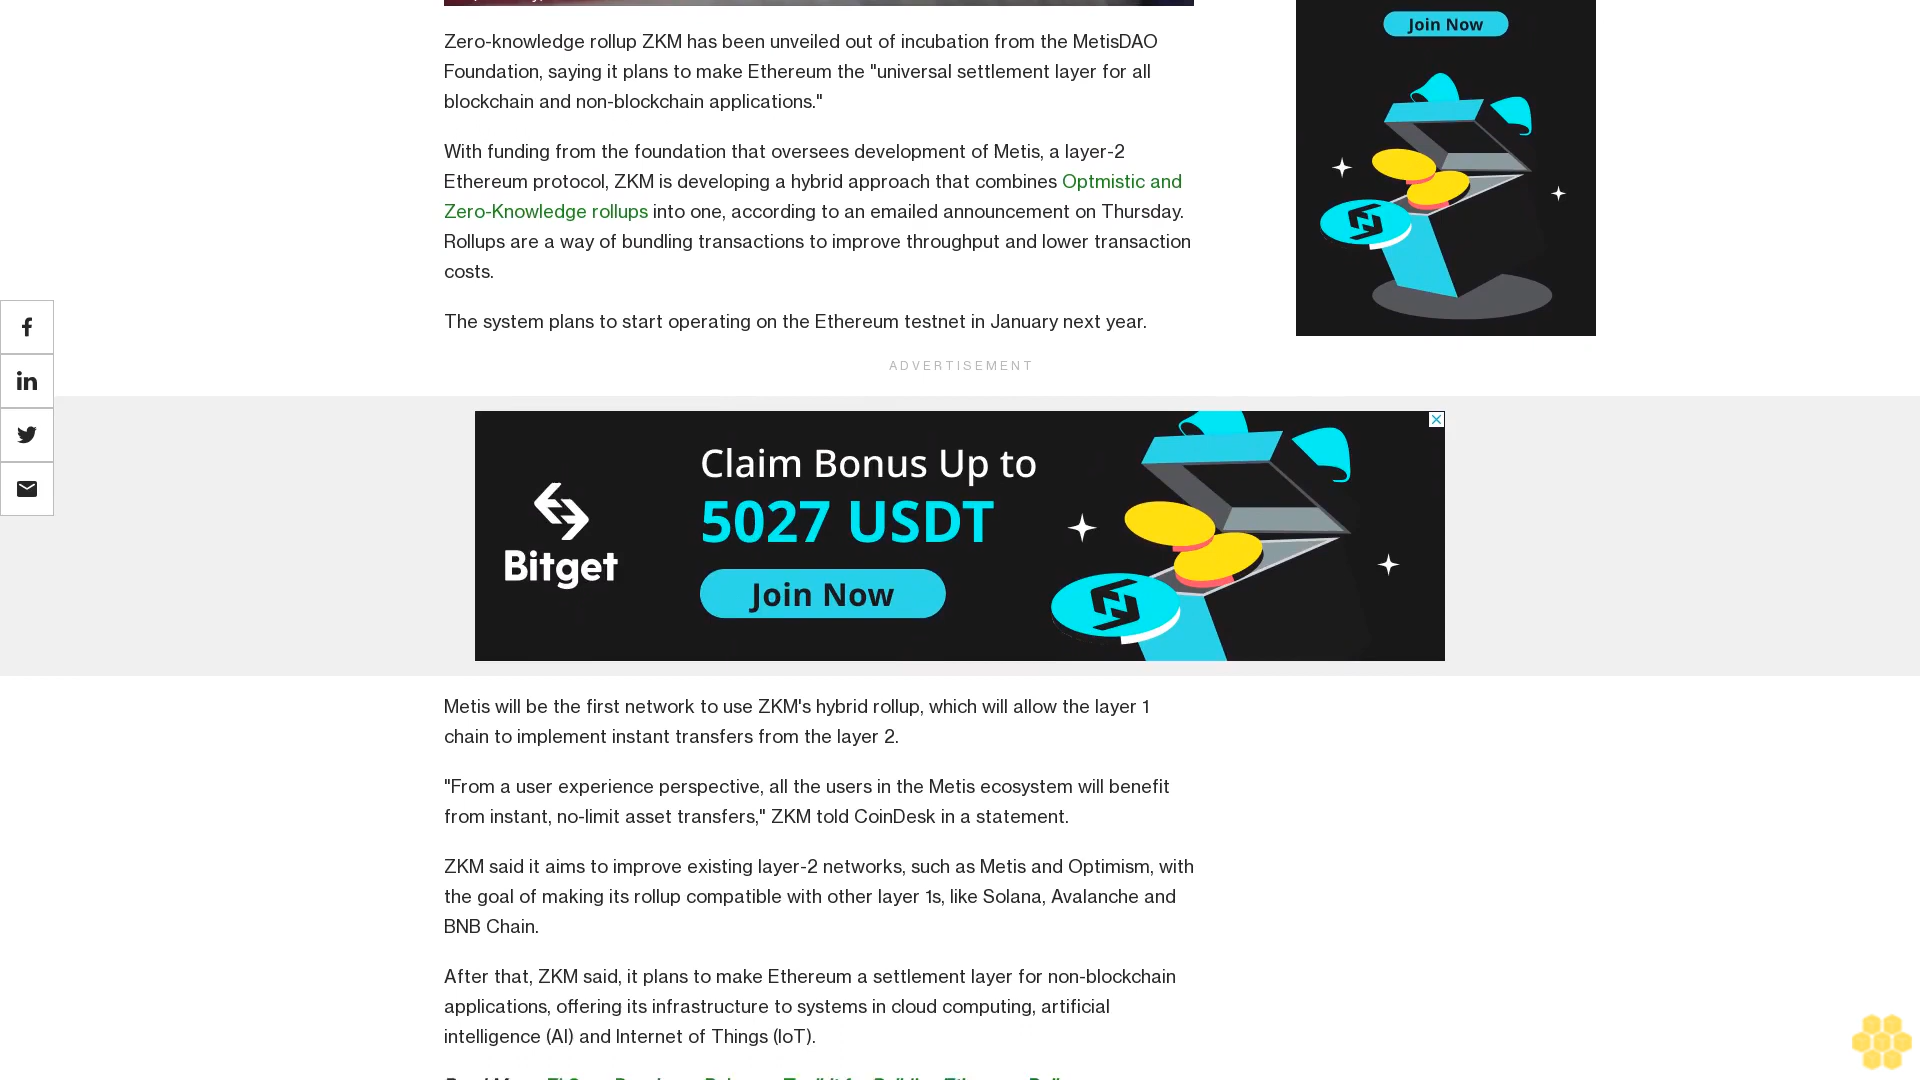 Join Now
Zero-knowledge rollup ZKM has been unveiled out of incubation from the MetisDAO
Foundation, saying it plans to make Ethereum the "universal settlement layer for all
blockchain and non-blockchain applications."
With funding from the foundation that oversees development of Metis, a layer-2
Ethereum protocol, ZKM is developing a hybrid approach that combines Optmistic and
Zero-Knowledge rollups into one, according to an emailed announcement on Thursday.
Rollups are a way of bundling transactions to improve throughput and lower transaction
costs.
The system plans to start operating on the Ethereum testnet in January next year.
ADVERTISEMENT
Claim Bonus Up to
5027 USDT
Bitget
Join Now
Metis will be the first network to use ZKM's hybrid rollup, which will allow the layer 1
chain to implement instant transfers from the layer 2.
"From a user experience perspective, all the users in the Metis ecosystem will benefit
from instant, no-limit asset transfers," ZKM told CoinDesk in a statement.
ZKM said it aims to improve existing layer-2 networks, such as Metis and Optimism, with
the goal of making its rollup compatible with other layer 1s, like Solana, Avalanche and
BNB Chain.
After that, ZKM said, it plans to make Ethereum a settlement layer for non-blockchain
applications, offering its infrastructure to systems in cloud computing, artificial
intelligence (AI) and Internet of Things (IoT).